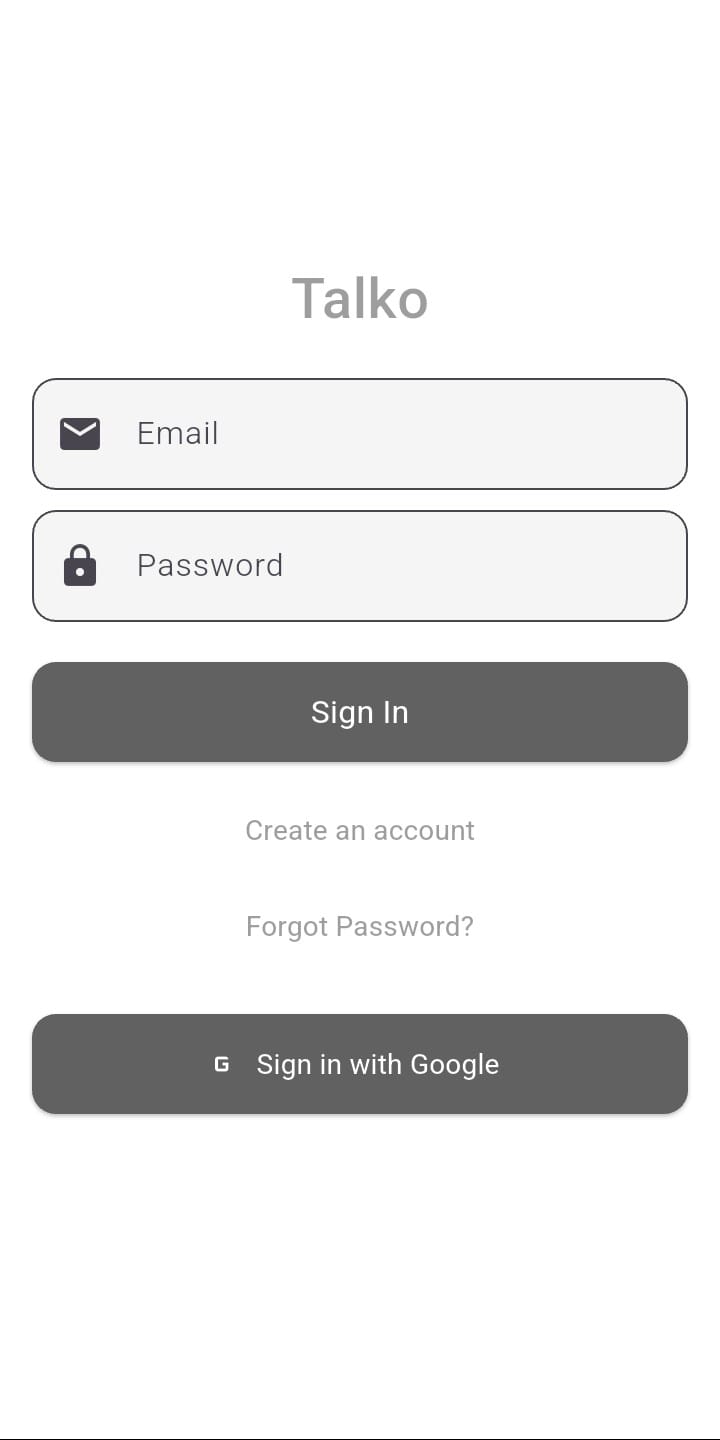 Talko
Email
Password
Sign In
Create an account
Forgot Password?
G Sign in with Google